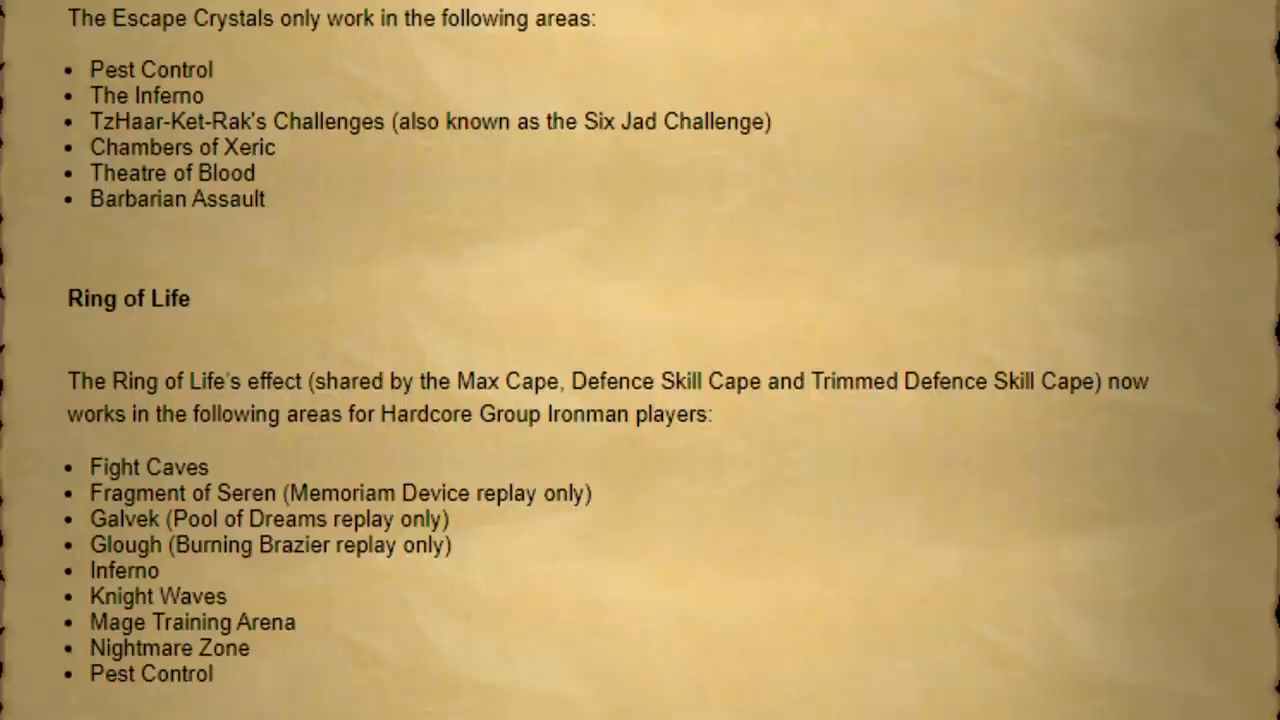 The Escape Crystals only work in the following areas:
• Pest Control
• The Inferno
• TzHaar-Ket-Rak's Challenges (also known as the Six Jad Challenge)
• Chambers of Xeric
• Theatre of Blood
• Barbarian Assault
Ring of Life
The Ring of Life's effect (shared by the Max Cape, Defence Skill Cape and Trimmed Defence Skill Cape) now
works in the following areas for Hardcore Group Ironman players:
• Fight Caves
• Fragment of Seren (Memoriam Device replay only)
• Galvek (Pool of Dreams replay only)
• Glough (Burning Brazier replay only)
• Inferno
• Knight Waves
• Mage Training Arena
• Nightmare Zone
• Pest Control